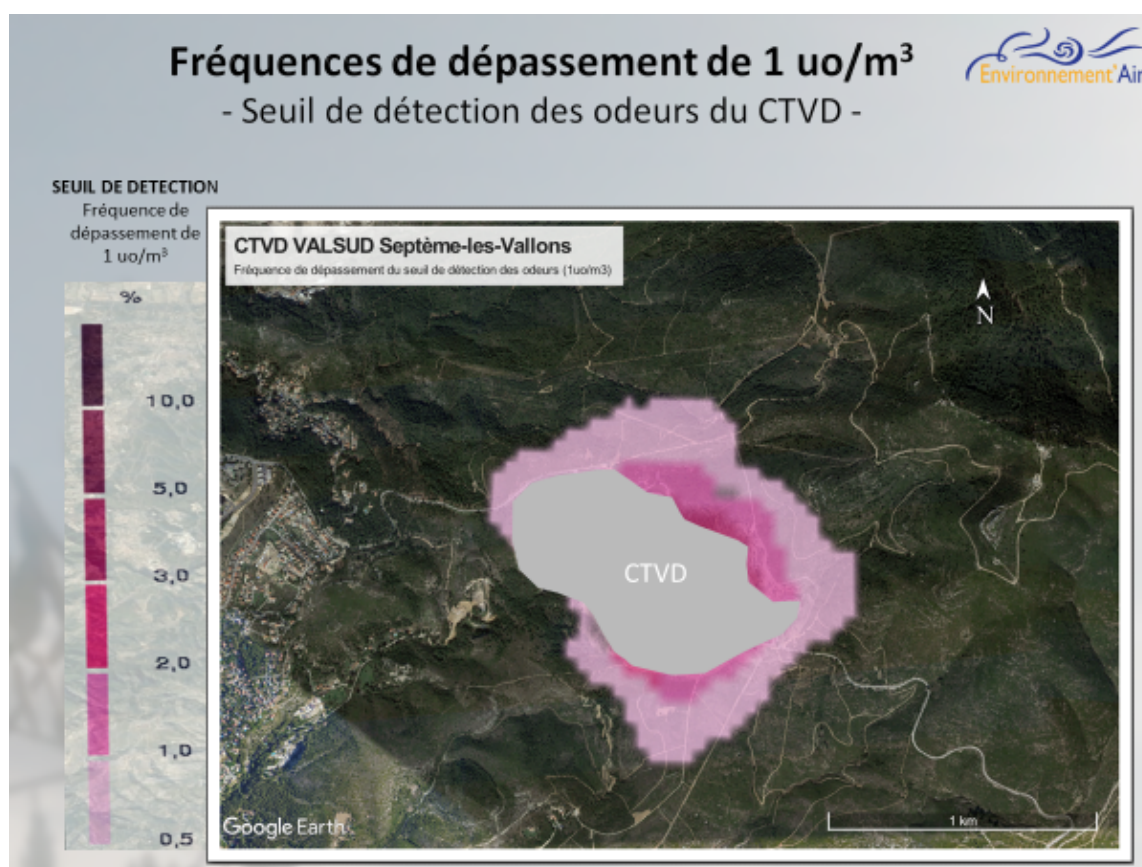 Fréquences de dépassement de 1 uo/m³
- Seuil de détection des odeurs du CTVD -
Environnement'Air
SEUIL DE DETECTION
Fréquence de
dépassement de
1 uo/m³
%
10,0
5,0
3,0
2,0
1,0
0,5
CTVD VALSUD Septème-les-Vallons
Fréquence de dépassement du seuil de détection des odeurs (1uo/m3)
N
CTVD
Google Earth
1 km